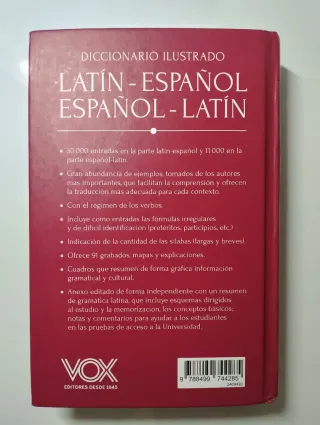 DICCIONARIO ILUSTRADO
LATÍN - ESPAÑOL
ESPAÑOL - LATÍN
• 30 000 entradas en la parte latín-español y 11 000 en la
parte español-latín.
• Gran abundancia de ejemplos, tomados de los autores
más importantes, que facilitan la comprensión y ofrecen
la traducción más adecuada para cada contexto.
• Con el régimen de los verbos.
• Incluye como entradas las fórmulas irregulares
y de difícil identificación (pretéritos, participios, etc.)
• Indicación de la cantidad de las sílabas (largas y breves).
• Ofrece 91 grabados, mapas y explicaciones.
• Cuadros que resumen de forma gráfica información
gramatical y cultural.
• Anexo editado de forma independiente con un resumen
de gramática latina, que incluye esquemas dirigidos
al estudio y la memorización, los conceptos básicos;
notas y comentarios para ayudar a los estudiantes
en las pruebas de acceso a la Universidad.
VOX
EDITORES DESDE 1945
9 788499 744285